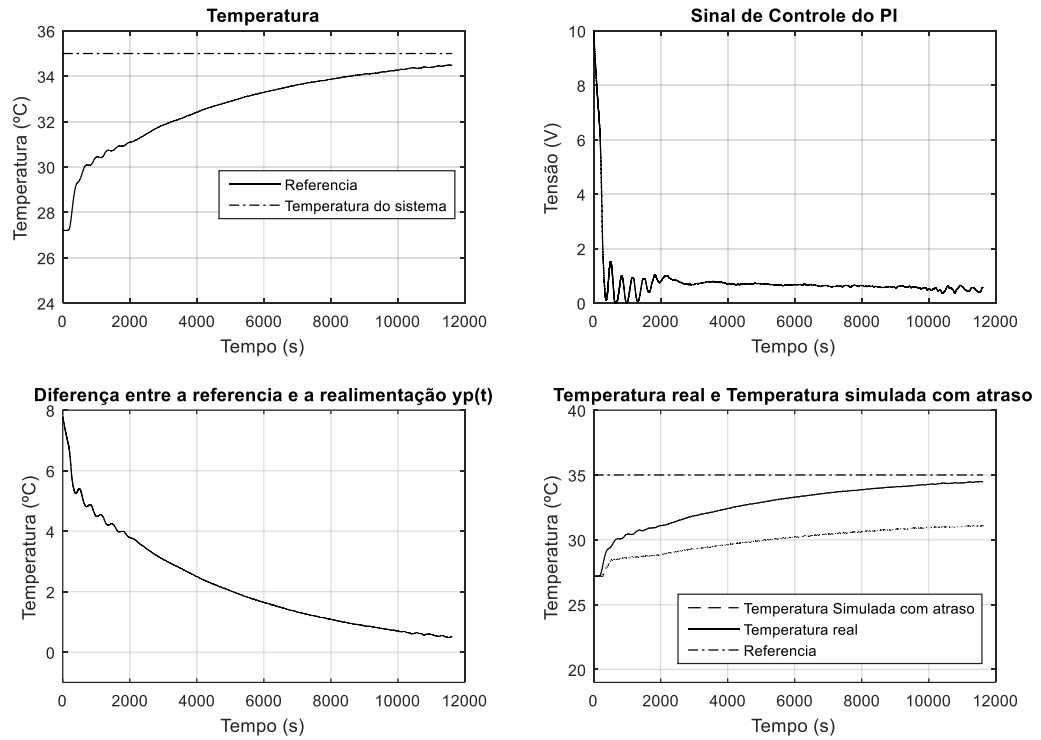 Temperatura
36
34
32
30
28
26
24
Temperatura (ºC)
Referencia
Temperatura do sistema
0 2000 4000 6000 8000 10000 12000
Tempo (s)
Sinal de Controle do PI
10
8
6
4
2
0
Tensão (V)
0 2000 4000 6000 8000 10000 12000
Tempo (s)
Diferença entre a referencia e a realimentação yp(t)
8
6
4
2
0
Temperatura (ºC)
0 2000 4000 6000 8000 10000 12000
Tempo (s)
Temperatura real e Temperatura simulada com atraso
40
35
30
25
20
Temperatura (ºC)
Temperatura Simulada com atraso
Temperatura real
Referencia
0 2000 4000 6000 8000 10000 12000
Tempo (s)